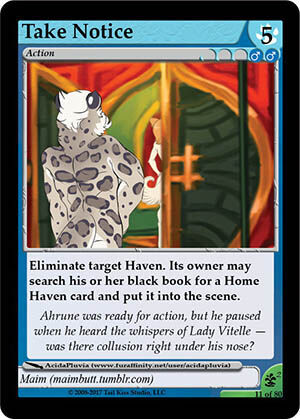 Take Notice 5
Action
Eliminate target Haven. Its owner may
search his or her black book for a Home
Haven card and put it into the scene.
Ahrune was ready for action, but he paused
when he heard the whispers of Lady Vitelle —
was there collusion right under his nose?
AcidaPluvia (www.furaffinity.net/user/acidapluvia)
Maim (maimbutt.tumblr.com)
© 2008-2017 Tail Kiss Studio, LLC
11 of 80